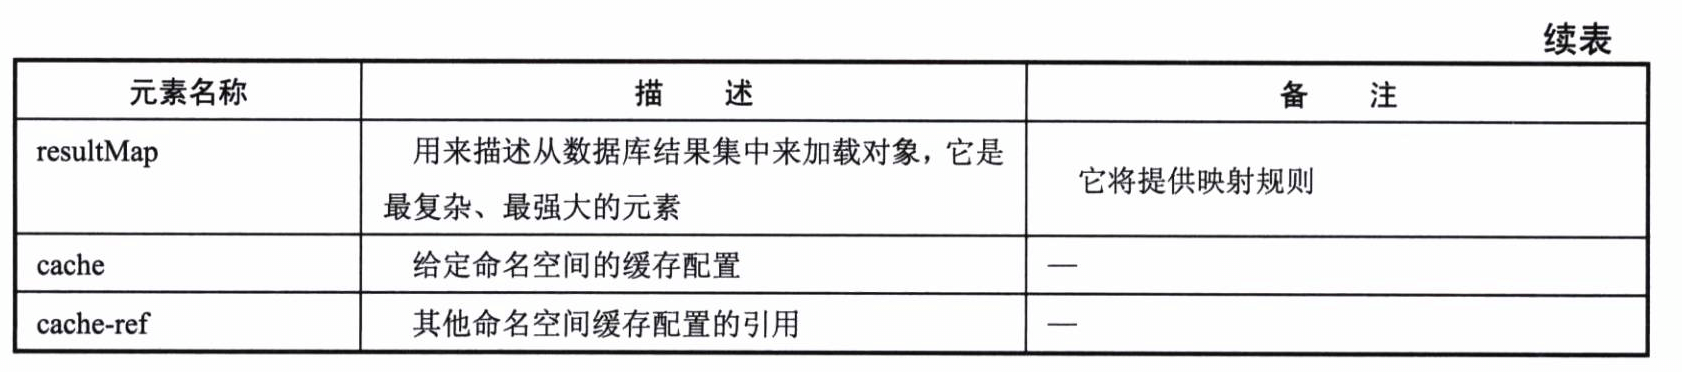 续表
元素名称 描 述 备 注
resultMap 用来描述从数据库结果集中来加载对象，它是
最复杂、最强大的元素 它将提供映射规则
cache 给定命名空间的缓存配置 —
cache-ref 其他命名空间缓存配置的引用 —